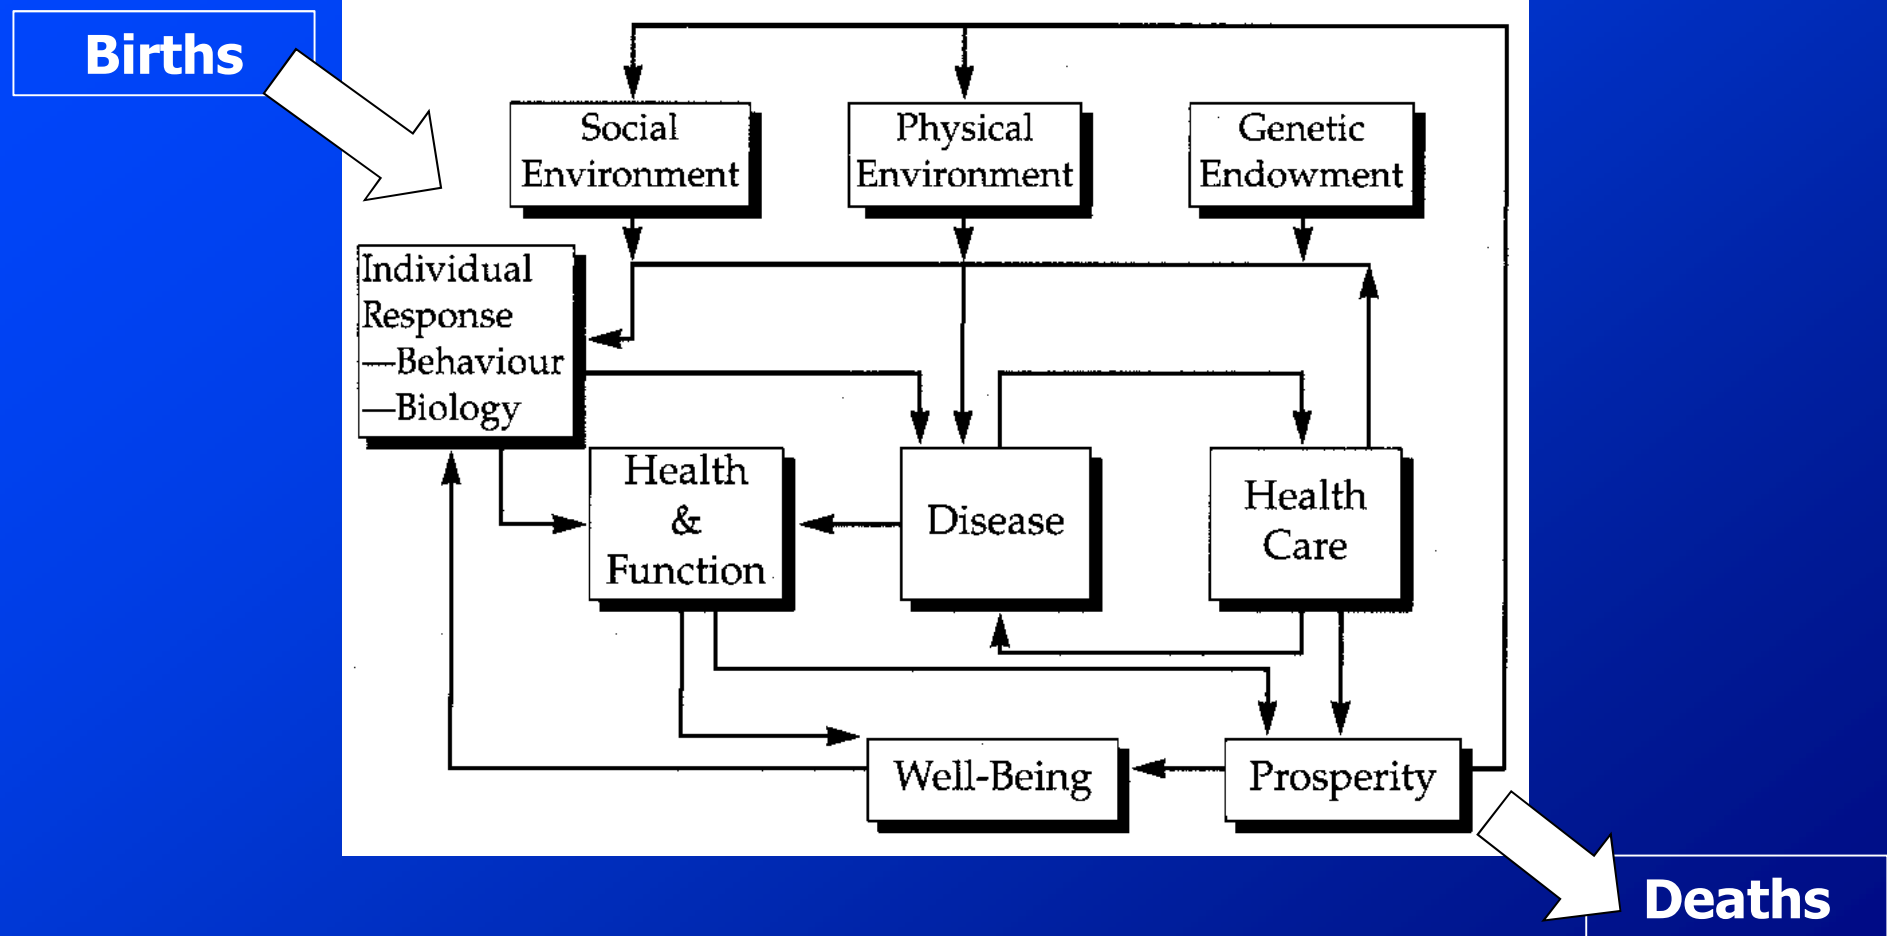 Births
Social
Environment
Physical
Environment
Genetic
Endowment
Individual
Response
—Behaviour
—Biology
Health
&
Function
Disease
Health
Care
Well-Being
Prosperity
Deaths